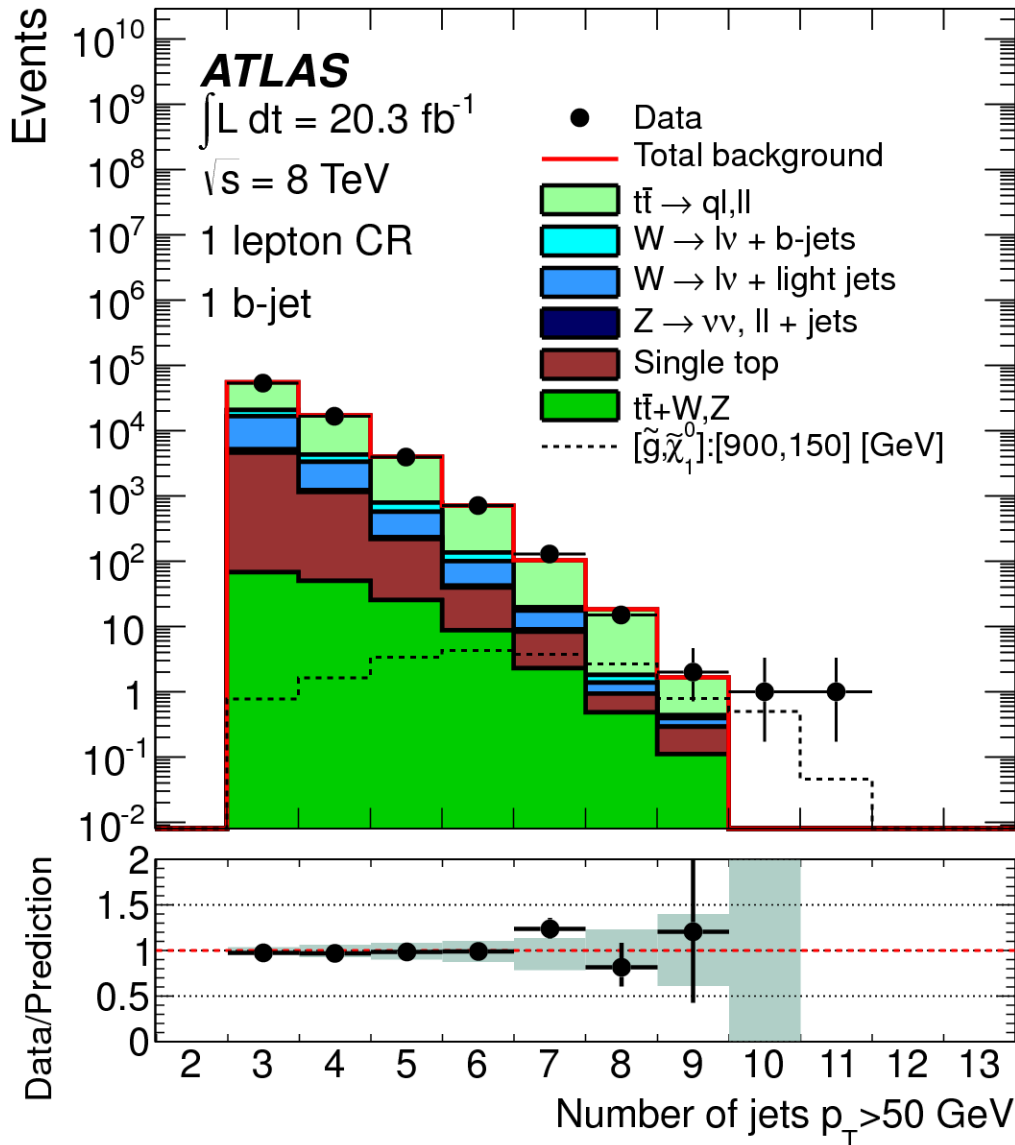 Events
10¹⁰
10⁹
10⁸
10⁷
10⁶
10⁵
10⁴
10³
10²
10
1
10⁻¹
10⁻²
ATLAS
∫L dt = 20.3 fb⁻¹
√s = 8 TeV
1 lepton CR
1 b-jet
Data
Total background
tt̄ → ql,ll
W → lν + b-jets
W → lν + light jets
Z → νν, ll + jets
Single top
tt̄+W,Z
[g̃,χ̃₁⁰]:[900,150] [GeV]
Data/Prediction
2
1.5
1
0.5
0
2 3 4 5 6 7 8 9 10 11 12 13
Number of jets p_T>50 GeV